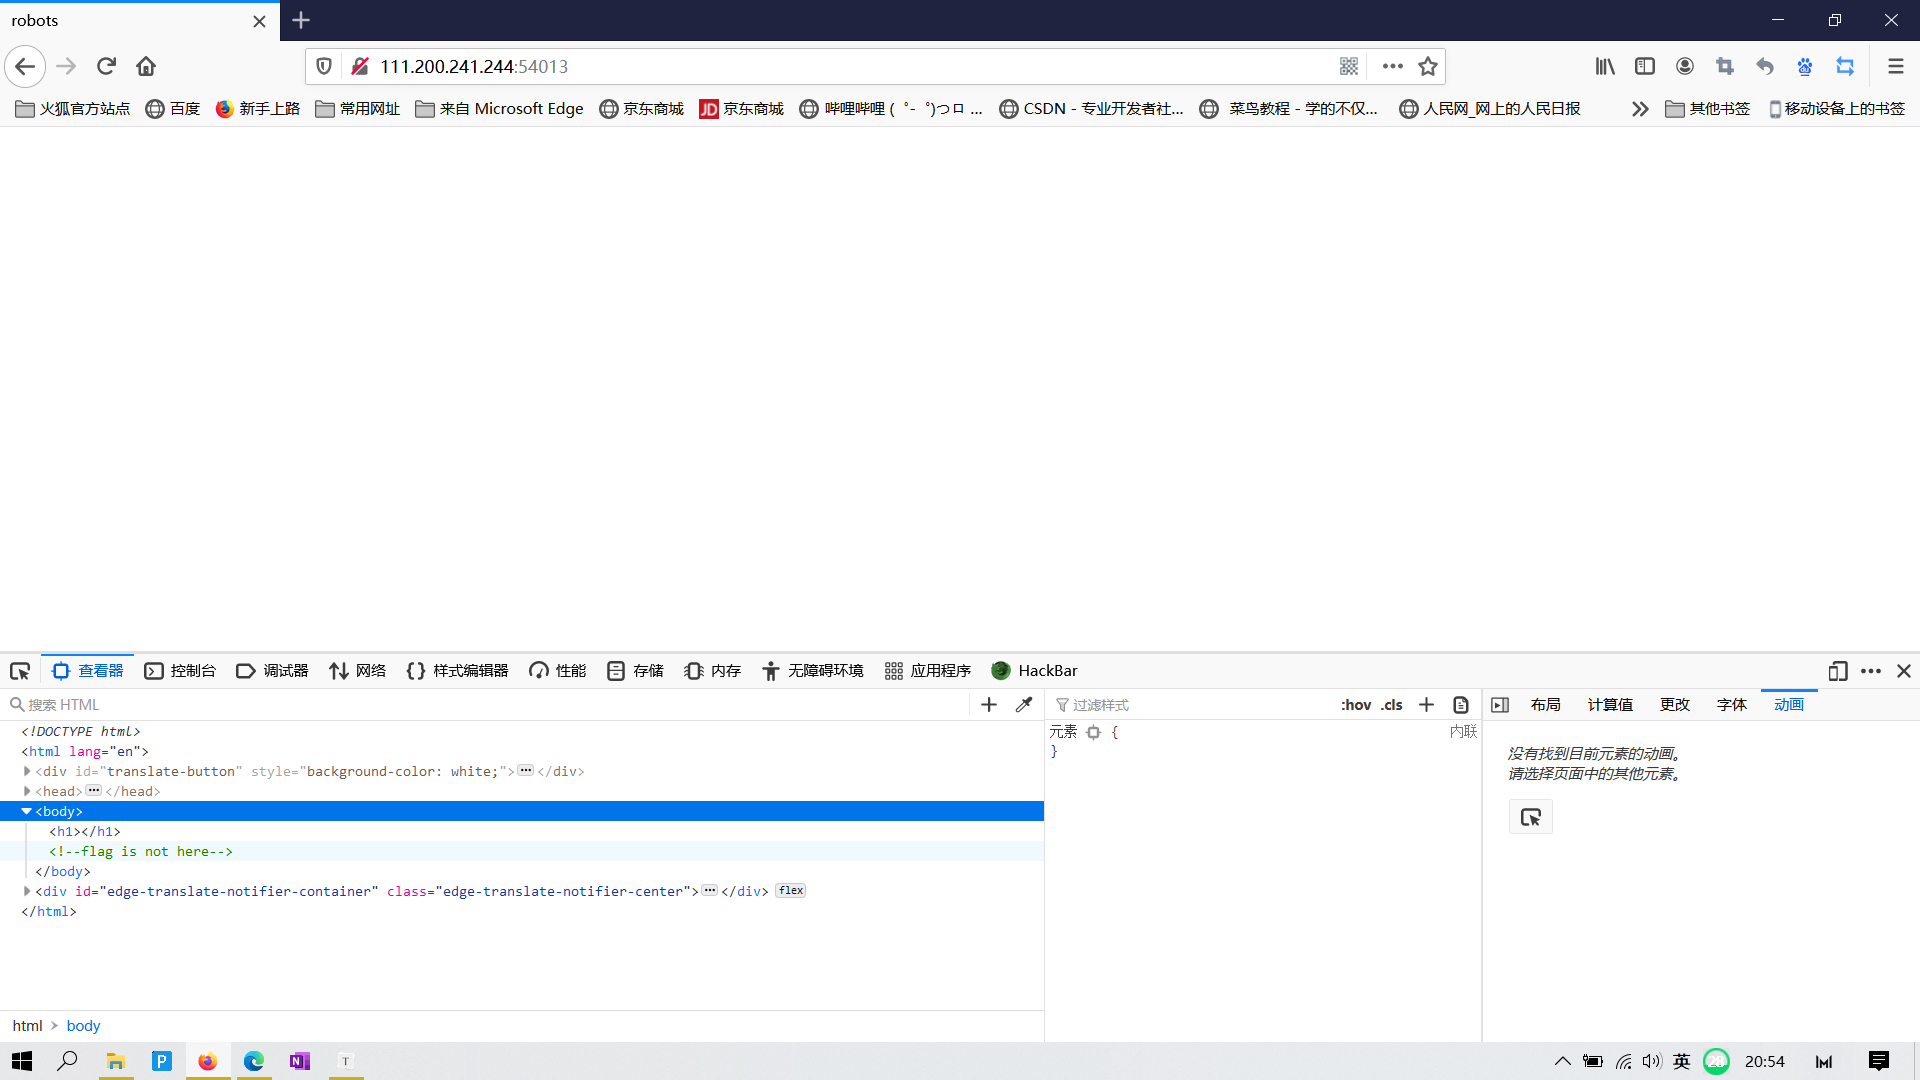 robots
111.200.241.244:54013
火狐官方站点 百度 新手上路 常用网址 来自 Microsoft Edge 京东商城 JD 京东商城 哔哩哔哩 (゜-゜)つロ ... CSDN - 专业开发者社... 菜鸟教程 - 学的不仅... 人民网_网上的人民日报 其他书签 移动设备上的书签
查看器 控制台 调试器 网络 样式编辑器 性能 存储 内存 无障碍环境 应用程序 HackBar
搜索 HTML
过滤样式 :hov .cls
布局 计算值 更改 字体 动画
<!DOCTYPE html>
<html lang="en">
<div id="translate-button" style="background-color: white;">···</div>
<head>···</head>
<body>
<h1></h1>
<!--flag is not here-->
</body>
<div id="edge-translate-notifier-container" class="edge-translate-notifier-center">···</div> flex
</html>
元素 { 内联
}
没有找到目前元素的动画。
请选择页面中的其他元素。
html > body
P N T 英 28 20:54